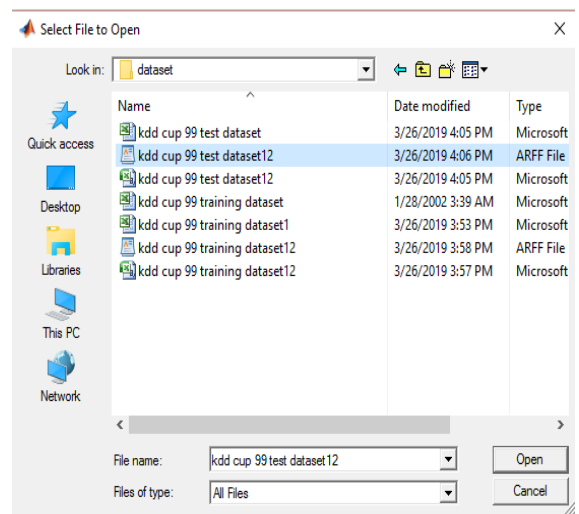 Select File to Open
Look in: dataset
Name Date modified Type
kdd cup 99 test dataset 3/26/2019 4:05 PM Microsoft
kdd cup 99 test dataset12 3/26/2019 4:06 PM ARFF File
kdd cup 99 test dataset12 3/26/2019 4:05 PM Microsoft
kdd cup 99 training dataset 1/28/2002 3:39 AM Microsoft
kdd cup 99 training dataset1 3/26/2019 3:53 PM Microsoft
kdd cup 99 training dataset12 3/26/2019 3:58 PM ARFF File
kdd cup 99 training dataset12 3/26/2019 3:57 PM Microsoft
Quick access
Desktop
Libraries
This PC
Network
File name: kdd cup 99 test dataset12 Open
Files of type: All Files Cancel